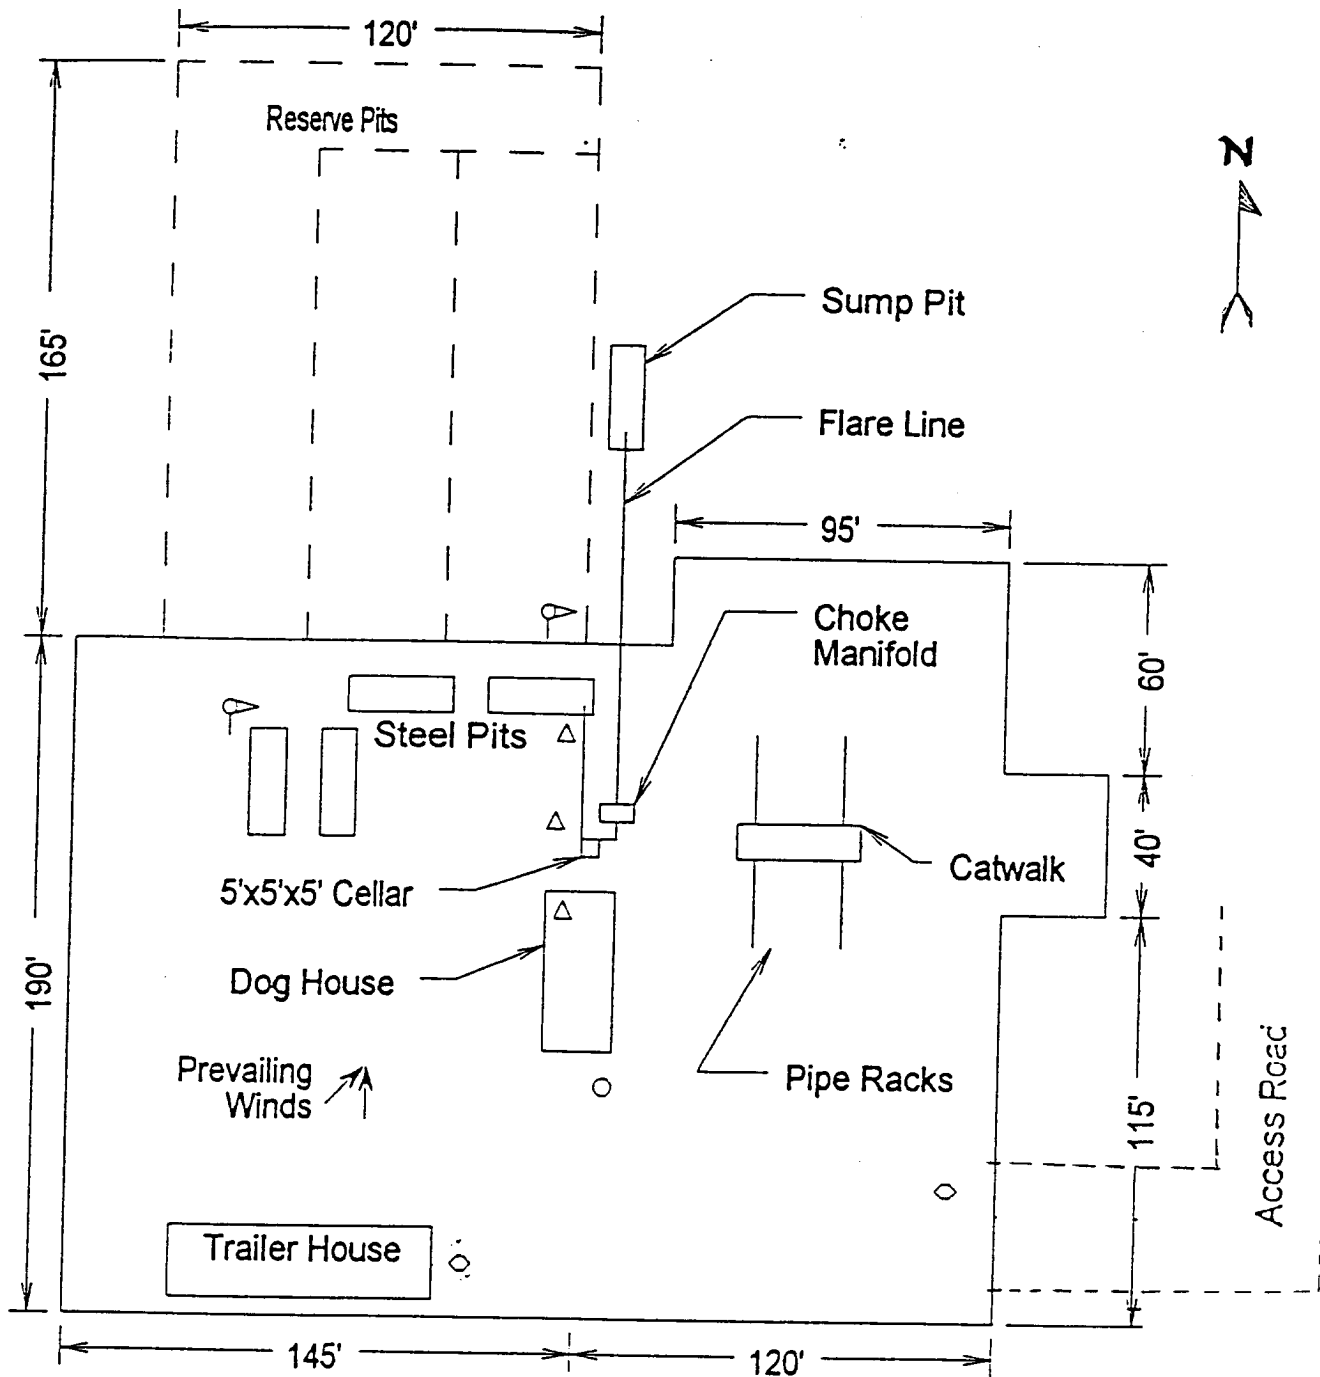 120'
Reserve Pits
N
Sump Pit
165'
Flare Line
95'
Choke
Manifold
60'
Steel Pits
40'
Catwalk
5'x5'x5' Cellar
190'
Dog House
Prevailing
Winds
Pipe Racks
115'
Access Road
Trailer House
145'
120'